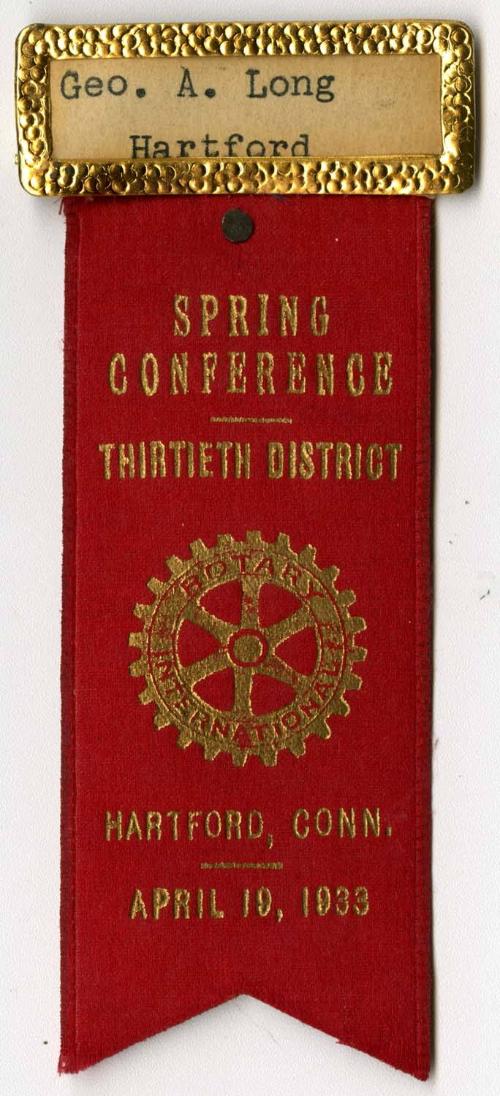 Geo. A. Long
Hartford
SPRING
CONFERENCE
THIRTIETH DISTRICT
ROTARY
INTERNATIONAL
HARTFORD, CONN.
APRIL 19, 1933